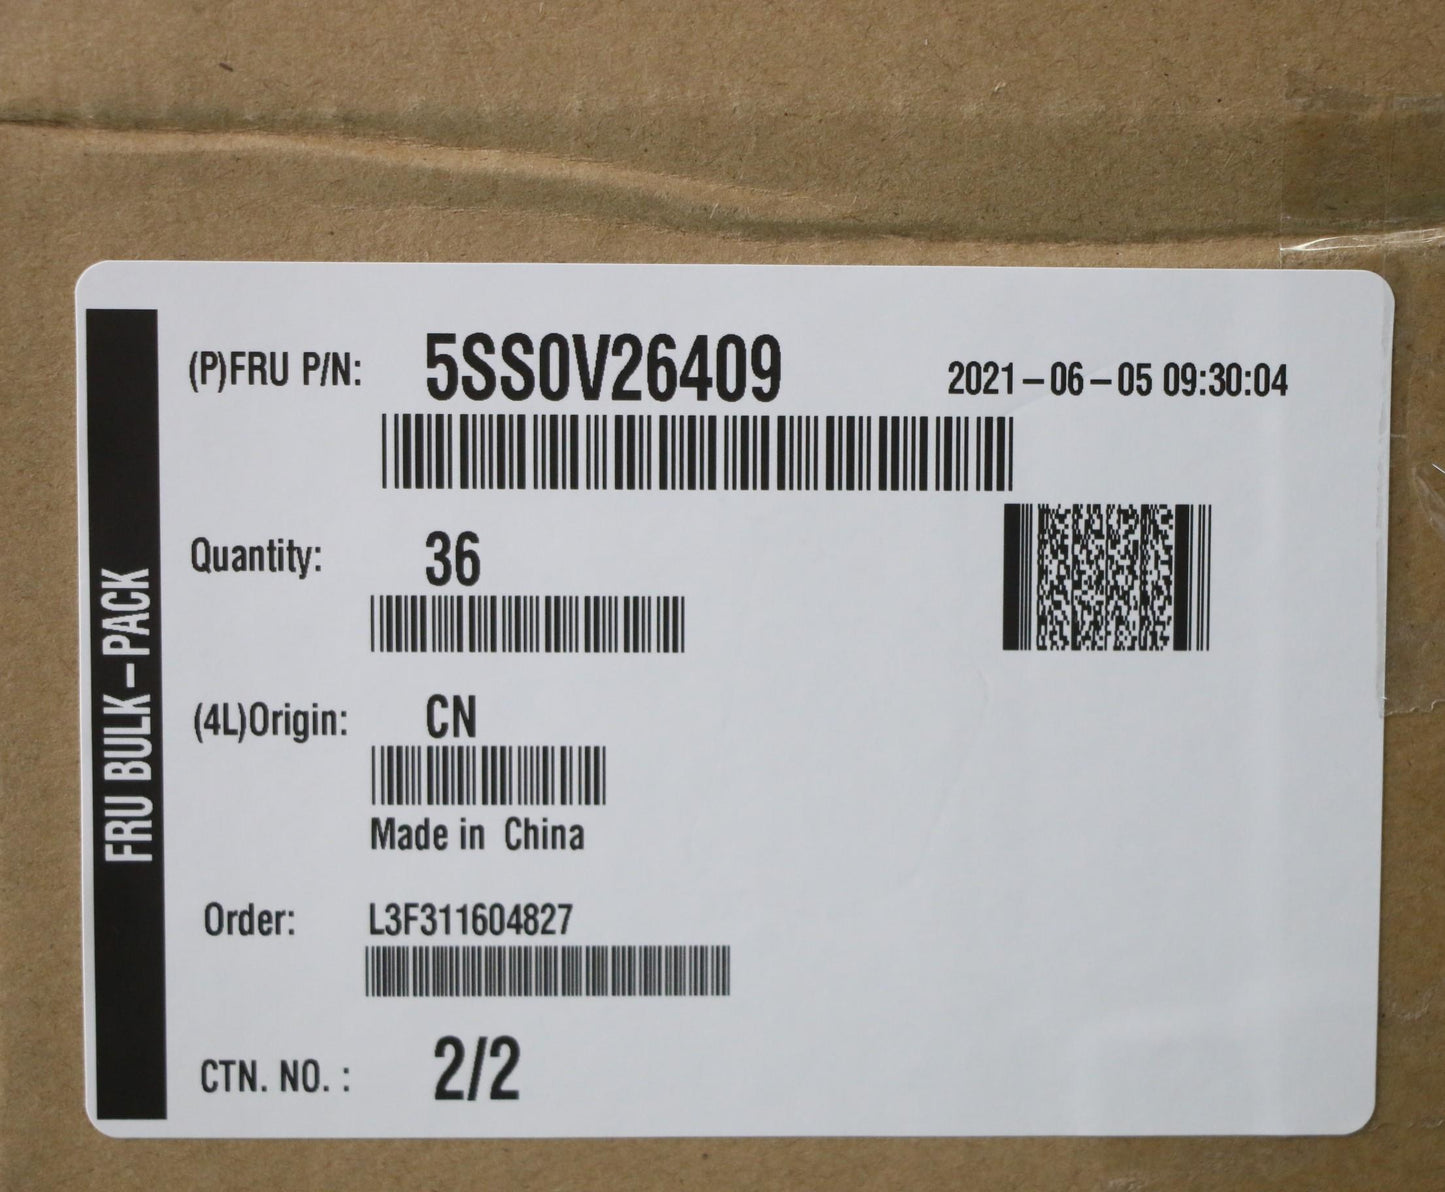 FRU BULK-PACK
(P)FRU P/N: 5SS0V26409 2021-06-05 09:30:04
Quantity: 36
(4L)Origin: CN
Made in China
Order: L3F311604827
CTN. NO. : 2/2